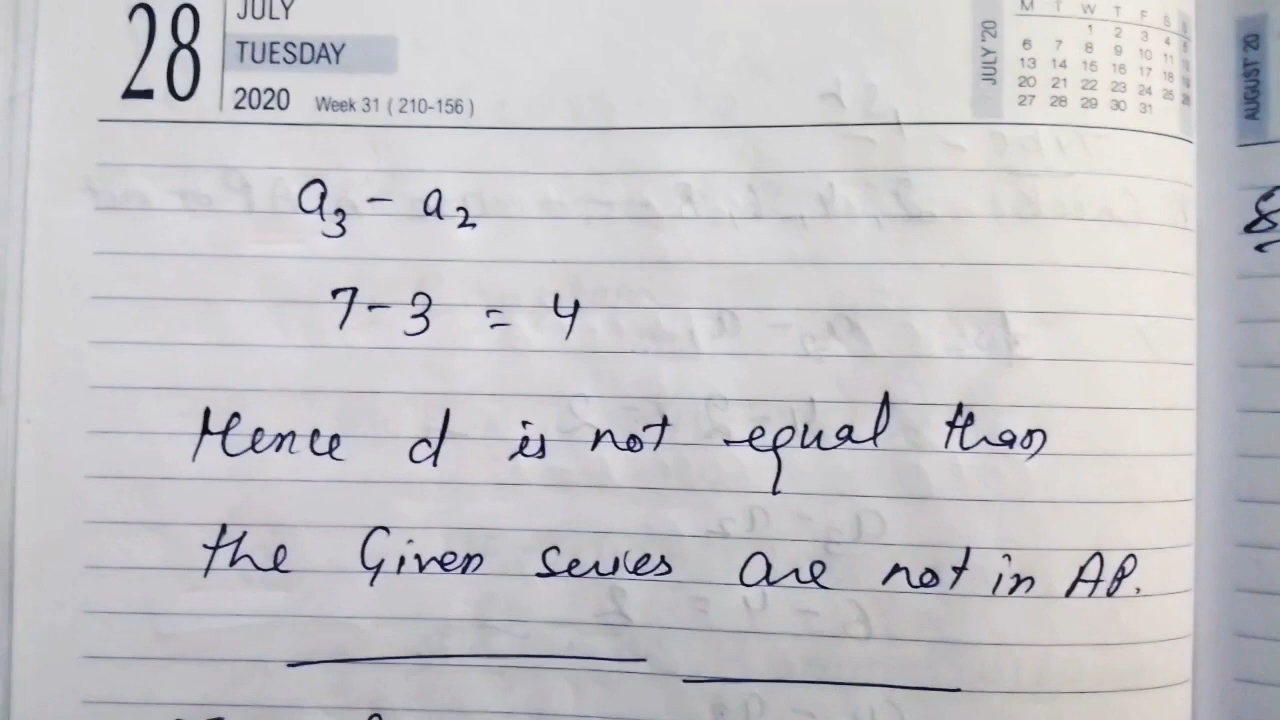 28
JULY
TUESDAY
2020 Week 31 ( 210-156 )
JULY '20
M T W T F S S
1 2 3 4 5
6 7 8 9 10 11 12
13 14 15 16 17 18 19
20 21 22 23 24 25 26
27 28 29 30 31
AUGUST '20
a₃ - a₂
7 - 3 = 4
Hence d is not equal than
the Given series are not in AP.